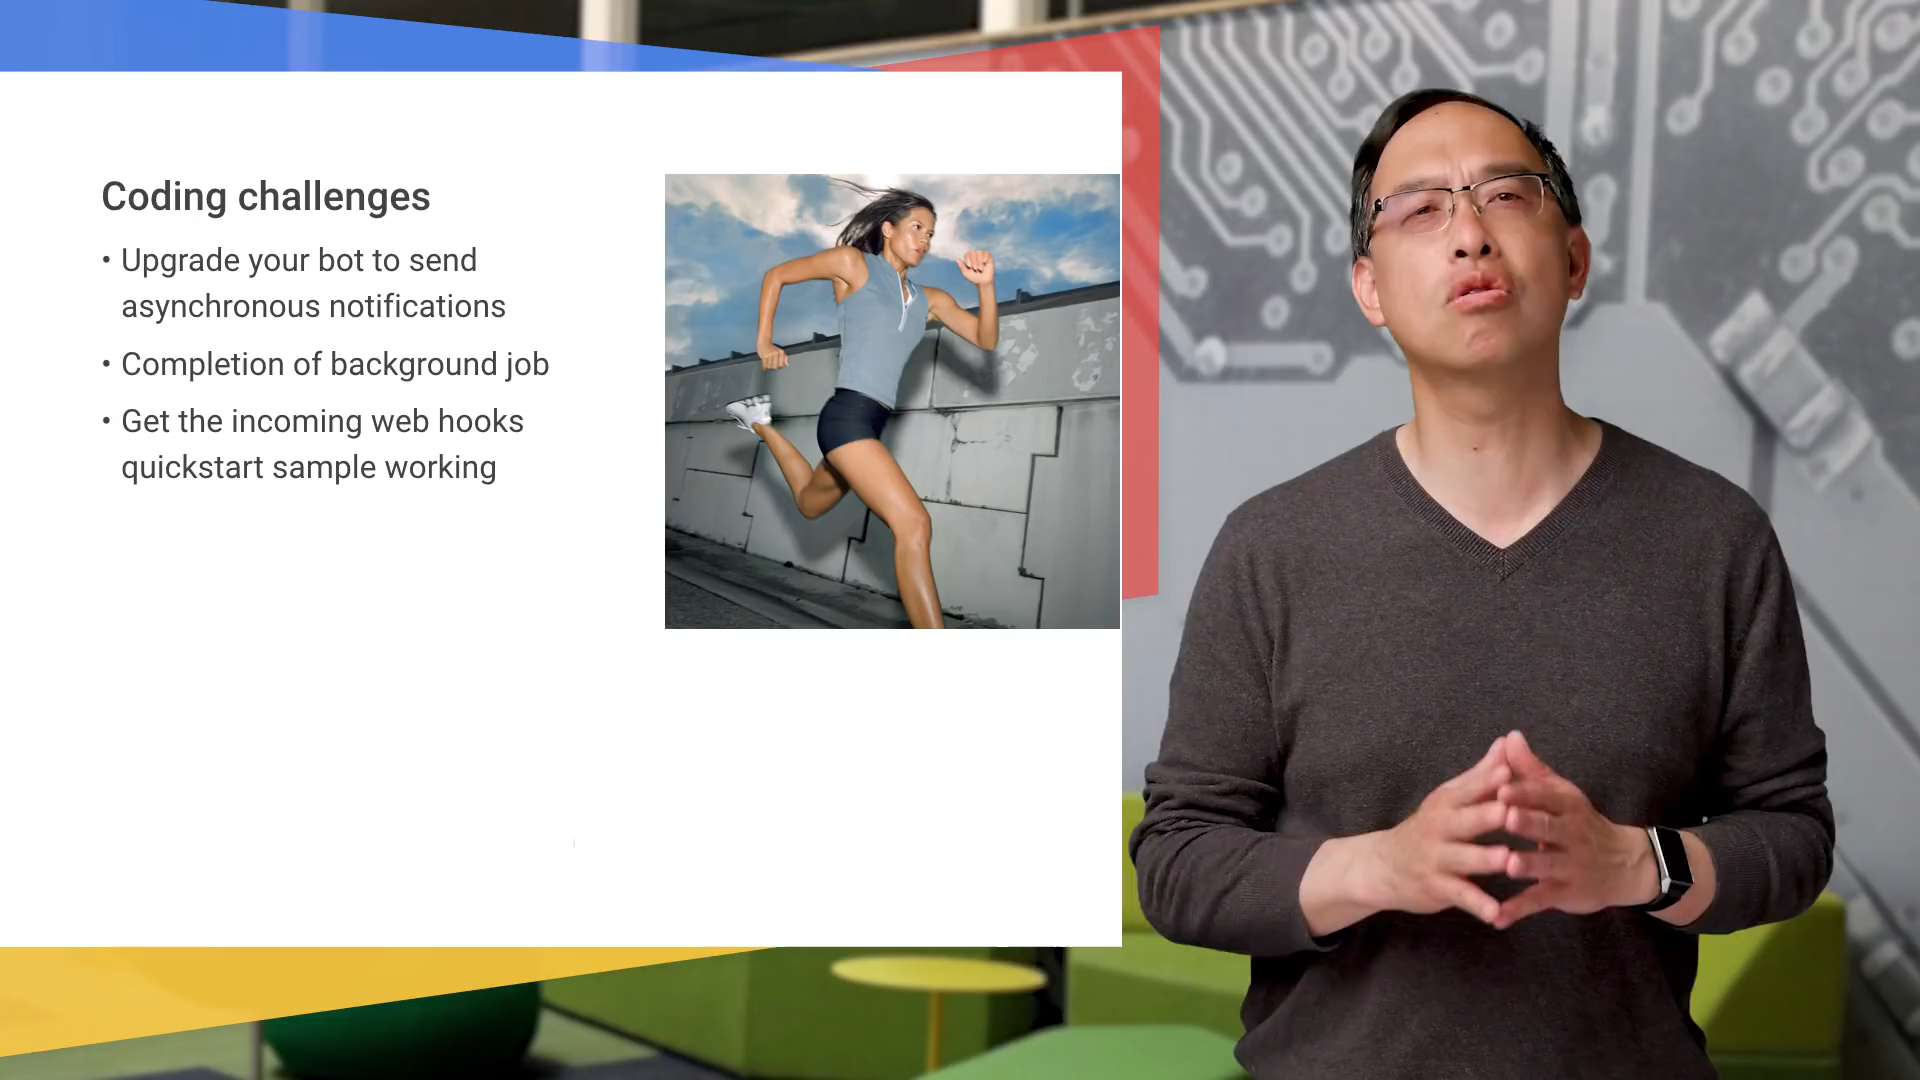 Coding challenges
• Upgrade your bot to send
asynchronous notifications
• Completion of background job
• Get the incoming web hooks
quickstart sample working